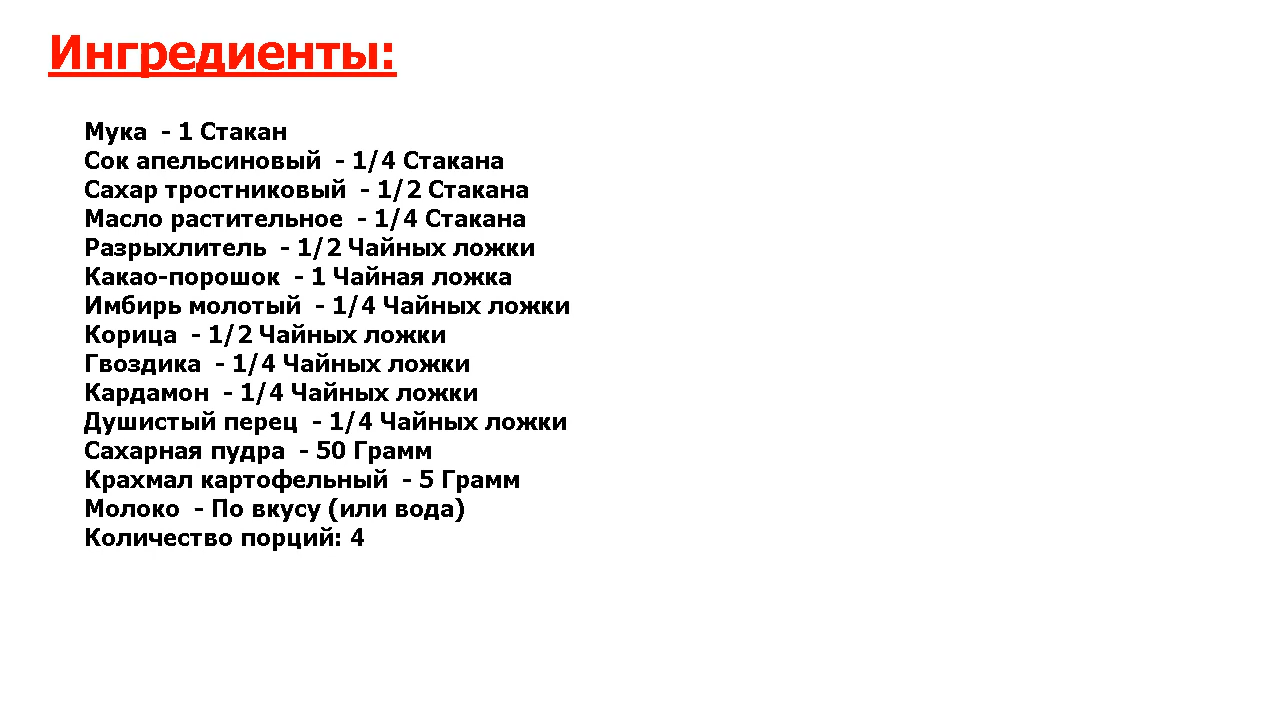 Ингредиенты:
Мука  - 1 Стакан
Сок апельсиновый  - 1/4 Стакана
Сахар тростниковый  - 1/2 Стакана
Масло растительное  - 1/4 Стакана
Разрыхлитель  - 1/2 Чайных ложки
Какао-порошок  - 1 Чайная ложка
Имбирь молотый  - 1/4 Чайных ложки
Корица  - 1/2 Чайных ложки
Гвоздика  - 1/4 Чайных ложки
Кардамон  - 1/4 Чайных ложки
Душистый перец  - 1/4 Чайных ложки
Сахарная пудра  - 50 Грамм
Крахмал картофельный  - 5 Грамм
Молоко  - По вкусу (или вода)
Количество порций: 4